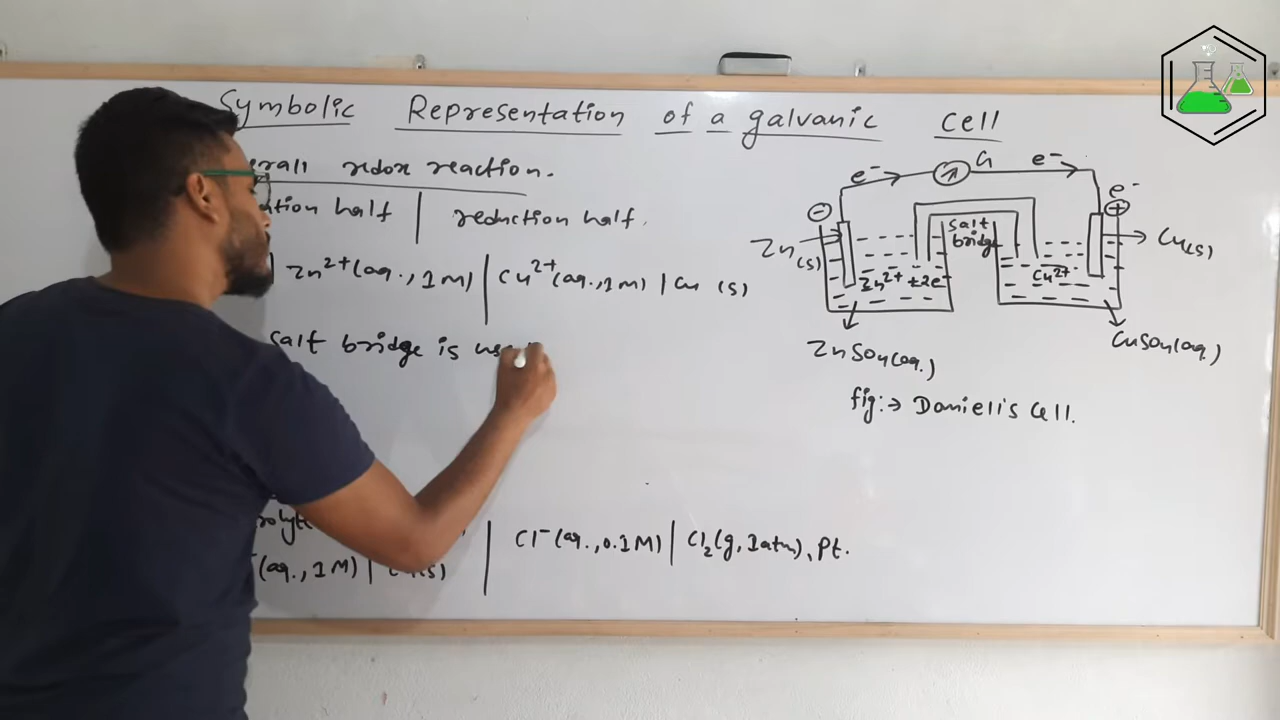 Symbolic Representation of a galvanic cell
redox reaction.
half | reduction half.
| Zn²⁺(aq., 1M) | Cu²⁺(aq., 1M) | Cu (s)
salt bridge is
Cl⁻(aq., 0.1M) | Cl₂(g, 1atm), Pt.
(aq., 1M) |
e⁻
G
e⁻
e⁻
Zn(s)
salt bridge
Cu(s)
Zn²⁺ +2e⁻
Cu²⁺
ZnSO4(aq.)
CuSO4(aq.)
fig:→ Daniell's Cell.